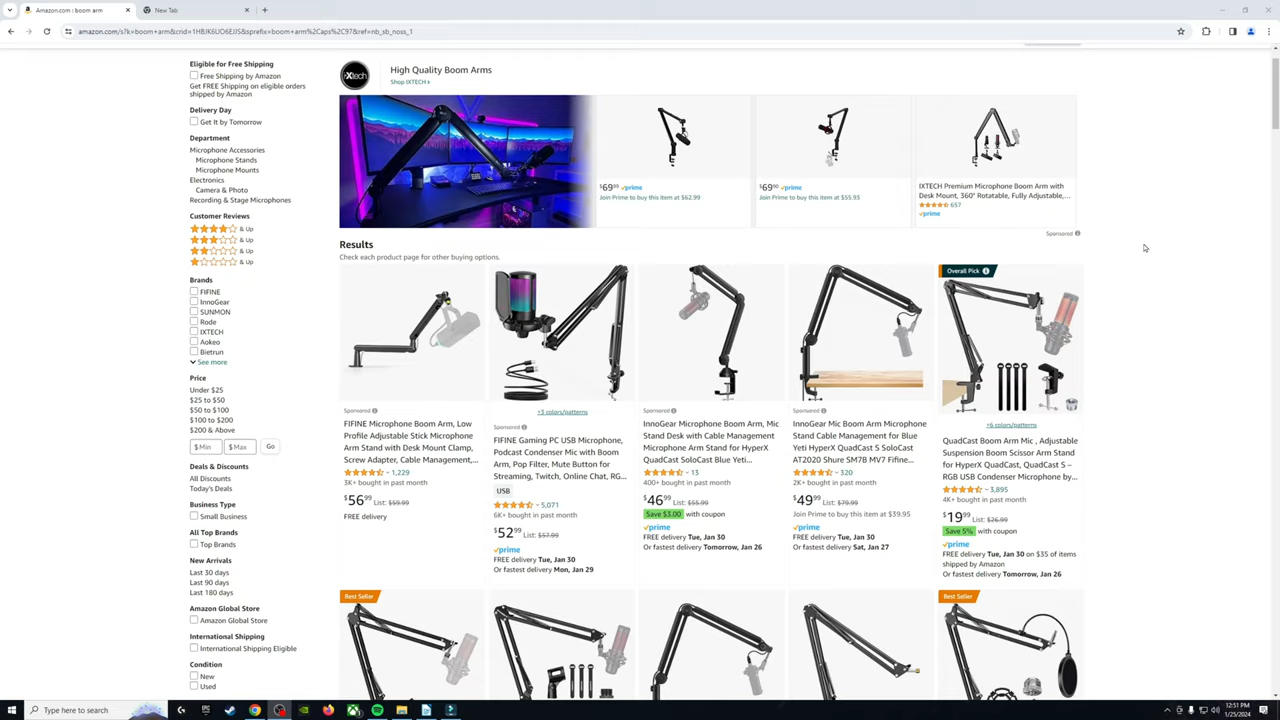 Amazon.com : boom arm
New Tab
amazon.com/s?k=boom+arm&crid=1HBJK6UO6EJJS&sprefix=boom+arm%2Caps%2C97&ref=nb_sb_noss_1
Eligible for Free Shipping
Free Shipping by Amazon
Get FREE Shipping on eligible orders
shipped by Amazon
Delivery Day
Get It by Tomorrow
Department
Microphone Accessories
Microphone Stands
Microphone Mounts
Electronics
Camera & Photo
Recording & Stage Microphones
Customer Reviews
& Up
& Up
& Up
& Up
Brands
FIFINE
InnoGear
SUNMON
Rode
IXTECH
Aokeo
Bietrun
See more
Price
Under $25
$25 to $50
$50 to $100
$100 to $200
$200 & Above
$ Min
$ Max
Go
Deals & Discounts
All Discounts
Today's Deals
Business Type
Small Business
All Top Brands
Top Brands
New Arrivals
Last 30 days
Last 90 days
Last 180 days
Amazon Global Store
Amazon Global Store
International Shipping
International Shipping Eligible
Condition
New
Used
iXtech
High Quality Boom Arms
Shop IXTECH ›
$69 99 prime
Join Prime to buy this item at $62.99
$69 90 prime
Join Prime to buy this item at $55.93
IXTECH Premium Microphone Boom Arm with
Desk Mount, 360° Rotatable, Fully Adjustable,...
657
prime
Sponsored
Results
Check each product page for other buying options.
Sponsored
FIFINE Microphone Boom Arm, Low
Profile Adjustable Stick Microphone
Arm Stand with Desk Mount Clamp,
Screw Adapter, Cable Management,...
1,229
3K+ bought in past month
$56 99 List: $59.99
FREE delivery
+3 colors/patterns
Sponsored
FIFINE Gaming PC USB Microphone,
Podcast Condenser Mic with Boom
Arm, Pop Filter, Mute Button for
Streaming, Twitch, Online Chat, RG...
USB
5,071
6K+ bought in past month
$52 99 List: $57.99
prime
FREE delivery Tue, Jan 30
Or fastest delivery Mon, Jan 29
Sponsored
InnoGear Microphone Boom Arm, Mic
Stand Desk with Cable Management
Microphone Arm Stand for HyperX
QuadCast SoloCast Blue Yeti...
13
400+ bought in past month
$46 99 List: $55.99
Save $3.00 with coupon
prime
FREE delivery Tue, Jan 30
Or fastest delivery Tomorrow, Jan 26
Sponsored
InnoGear Mic Boom Arm Microphone
Stand Cable Management for Blue
Yeti HyperX QuadCast S SoloCast
AT2020 Shure SM7B MV7 Fifine...
320
2K+ bought in past month
$49 99 List: $79.99
Join Prime to buy this item at $39.95
prime
FREE delivery Tue, Jan 30
Or fastest delivery Sat, Jan 27
Overall Pick
+6 colors/patterns
QuadCast Boom Arm Mic , Adjustable
Suspension Boom Scissor Arm Stand
for HyperX QuadCast, QuadCast S –
RGB USB Condenser Microphone by...
3,895
4K+ bought in past month
$19 99 List: $26.99
Save 5% with coupon
prime
FREE delivery Tue, Jan 30 on $35 of items
shipped by Amazon
Or fastest delivery Tomorrow, Jan 26
Best Seller
Best Seller
Type here to search
12:51 PM
1/25/2024